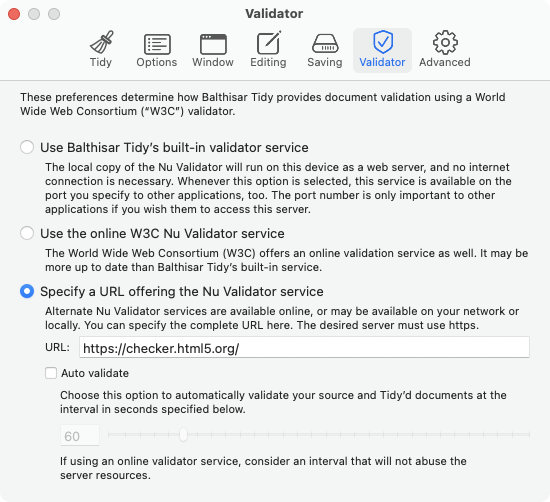 Validator
Tidy
Options
Window
Editing
Saving
Validator
Advanced
These preferences determine how Balthisar Tidy provides document validation using a World
Wide Web Consortium (“W3C”) validator.
Use Balthisar Tidy’s built-in validator service
The local copy of the Nu Validator will run on this device as a web server, and no internet
connection is necessary. Whenever this option is selected, this service is available on the
port you specify to other applications, too. The port number is only important to other
applications if you wish them to access this server.
Use the online W3C Nu Validator service
The World Wide Web Consortium (W3C) offers an online validation service as well. It may be
more up to date than Balthisar Tidy’s built-in service.
Specify a URL offering the Nu Validator service
Alternate Nu Validator services are available online, or may be available on your network or
locally. You can specify the complete URL here. The desired server must use https.
URL: https://checker.html5.org/
Auto validate
Choose this option to automatically validate your source and Tidy’d documents at the
interval in seconds specified below.
60
If using an online validator service, consider an interval that will not abuse the
server resources.